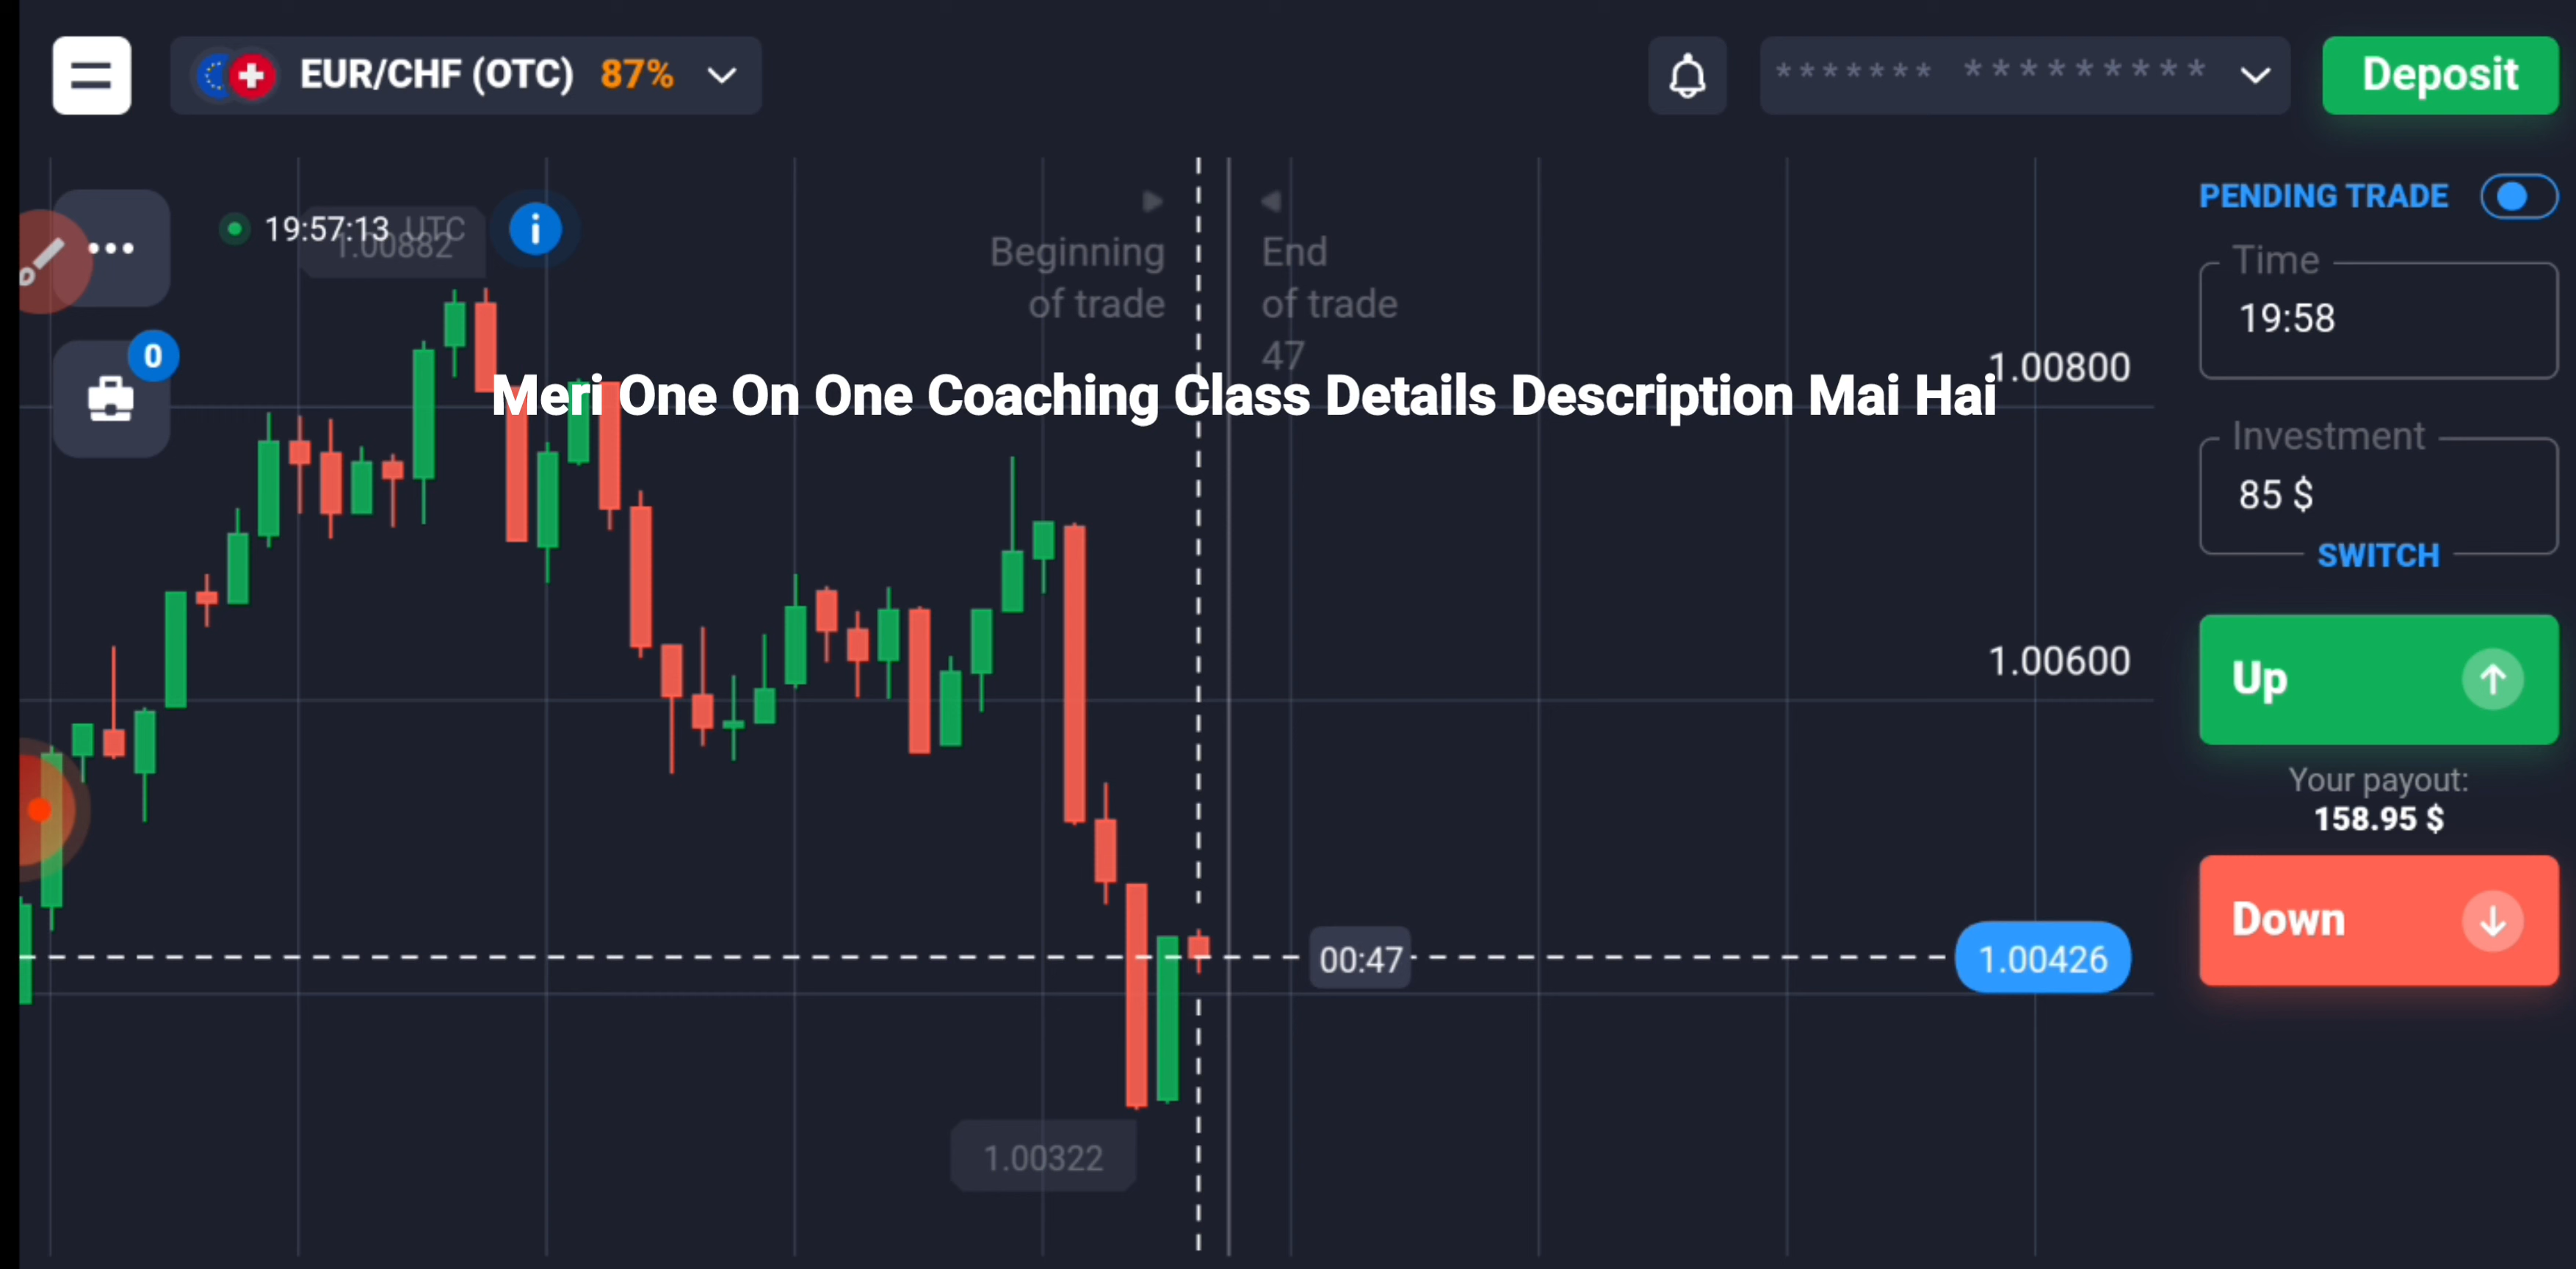 EUR/CHF (OTC) 87%
******* *********
Deposit
19:57:13 UTC
1.00882
Beginning
of trade
End
of trade
47
PENDING TRADE
Time
19:58
0
1.00800
Meri One On One Coaching Class Details Description Mai Hai
Investment
85 $
SWITCH
1.00600
Up
Your payout:
158.95 $
Down
00:47
1.00426
1.00322